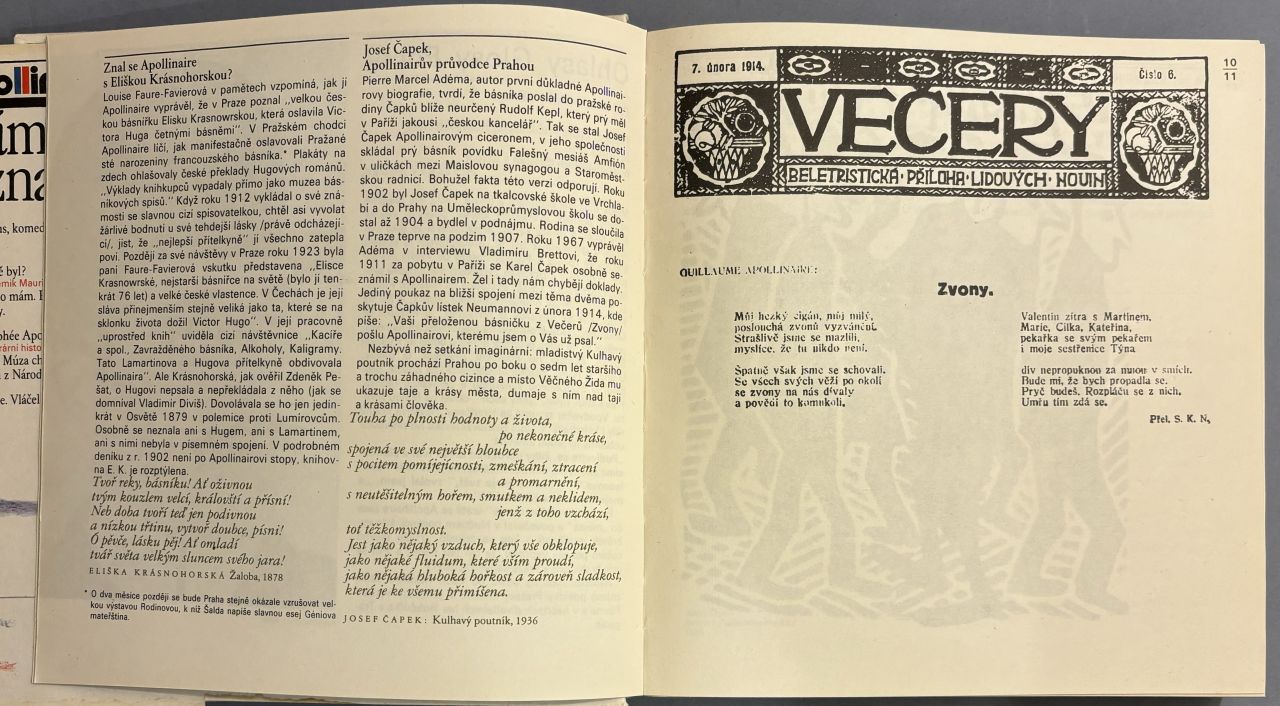 ollin
ím
zna
ns, komed
é byl?
émik Mauri
o mám. I
y.
phée Apo
rární histo
Múza ch
z Národ
e. Vláčel
Znal se Apollinaire
s Eliškou Krásnohorskou?
Louise Faure-Favierová v pamětech vzpomíná, jak jí
Apollinaire vyprávěl, že v Praze poznal ,,velkou čes-
kou básnířku Elisku Krasnowrskou, která oslavila Vic-
tora Huga četnými básněmi". V Pražském chodci
Apollinaire líčí, jak manifestačně oslavovali Pražané
sté narozeniny francouzského básníka.* Plakáty na
zdech ohlašovaly české překlady Hugových románů.
,,Výklady knihkupců vypadaly přímo jako muzea bás-
níkových spisů." Když roku 1912 vykládal o své zná-
mosti se slavnou cizí spisovatelkou, chtěl asi vyvolat
žárlivé bodnutí u své tehdejší lásky /právě odcházejí-
cí/, jist, že ,,nejlepší přítelkyně" jí všechno zatepla
poví. Později za své návštěvy v Praze roku 1923 byla
paní Faure-Favierová vskutku představena ,,Elisce
Krasnowrské, nejstarší básnířce na světě (bylo jí ten-
krát 76 let) a velké české vlastence. V Čechách je její
sláva přinejmenším stejně veliká jako ta, které se na
sklonku života dožil Victor Hugo". V její pracovně
,,uprostřed knih" uviděla cizí návštěvnice ,,Kacíře
a spol., Zavražděného básníka, Alkoholy, Kaligramy.
Tato Lamartinova a Hugova přítelkyně obdivovala
Apollinaira". Ale Krásnohorská, jak ověřil Zdeněk Pe-
šat, o Hugovi nepsala a nepřekládala z něho (jak se
domníval Vladimír Diviš). Dovolávala se ho jen jedin-
krát v Osvětě 1879 v polemice proti Lumírovcům.
Osobně se neznala ani s Hugem, ani s Lamartinem,
ani s nimi nebyla v písemném spojení. V podrobném
deníku z r. 1902 není po Apollinairovi stopy, knihov-
na E. K. je rozptýlena.
Tvoř reky, básníku! Ať oživnou
tvým kouzlem velcí, královští a přísní!
Neb doba tvoří teď jen podivnou
a nízkou třtinu, vytvoř doubce, písni!
Ó pěvče, lásku pěj! Ať omladí
tvář světa velkým sluncem svého jara!
ELIŠKA KRÁSNOHORSKÁ Žaloba, 1878
* O dva měsíce později se bude Praha stejně okázale vzrušovat vel-
kou výstavou Rodinovou, k níž Šalda napíše slavnou esej Géniova
mateřština.
Josef Čapek,
Apollinairův průvodce Prahou
Pierre Marcel Adéma, autor první důkladné Apollinai-
rovy biografie, tvrdí, že básníka poslal do pražské ro-
diny Čapků blíže neurčený Rudolf Kepl, který prý měl
v Paříži jakousi ,,českou kancelář". Tak se stal Josef
Čapek Apollinairovým ciceronem, v jeho společnosti
skládal prý básník povídku Falešný mesiáš Amfión
v uličkách mezi Maislovou synagogou a Staroměst-
skou radnicí. Bohužel fakta této verzi odporují. Roku
1902 byl Josef Čapek na tkalcovské škole ve Vrchla-
bí a do Prahy na Uměleckoprůmyslovou školu se do-
stal až 1904 a bydlel v podnájmu. Rodina se sloučila
v Praze teprve na podzim 1907. Roku 1967 vyprávěl
Adéma v interviewu Vladimíru Brettovi, že roku
1911 za pobytu v Paříži se Karel Čapek osobně se-
známil s Apollinairem. Žel i tady nám chybějí doklady.
Jediný poukaz na bližší spojení mezi těma dvěma po-
skytuje Čapkův lístek Neumannovi z února 1914, kde
píše: ,,Vaši přeloženou básničku z Večerů /Zvony/
pošlu Apollinairovi, kterému jsem o Vás už psal."
Nezbývá než setkání imaginární: mladistvý Kulhavý
poutník prochází Prahou po boku o sedm let staršího
a trochu záhadného cizince a místo Věčného Žida mu
ukazuje taje a krásy města, dumaje s ním nad taji
a krásami člověka.
Touha po plnosti hodnoty a života,
po nekonečné kráse,
spojená ve své největší hloubce
s pocitem pomíjejícnosti, zmeškání, ztracení
a promarnění,
s neutěšitelným hořem, smutkem a neklidem,
jenž z toho vzchází,
toť těžkomyslnost.
Jest jako nějaký vzduch, který vše obklopuje,
jako nějaké fluidum, které vším proudí,
jako nějaká hluboká hořkost a zároveň sladkost,
která je ke všemu přimíšena.
JOSEF ČAPEK: Kulhavý poutník, 1936
7. února 1914.
Číslo 6.
10
11
VEČERY
BELETRISTICKÁ · PŘÍLOHA · LIDOVÝCH · NOVIN
GUILLAUME APOLLINAIRE:
Zvony.
Můj hezký cigán, můj milý,
poslouchá zvonů vyzvánění.
Strašlivě jsme se mazlili,
myslíce, že tu nikdo není.
Špatně však jsme se schovali.
Se všech svých věží po okolí
se zvony na nás dívaly
a povědí to komukoli.
Valentin zítra s Martinem,
Marie, Cilka, Kateřina,
pekařka se svým pekařem
i moje sestřenice Týna
div nepropuknou za mnou v smích.
Bude mi, že bych propadla se.
Pryč budeš. Rozpláču se z nich.
Umřu tím zdá se.
Přel. S. K. N.